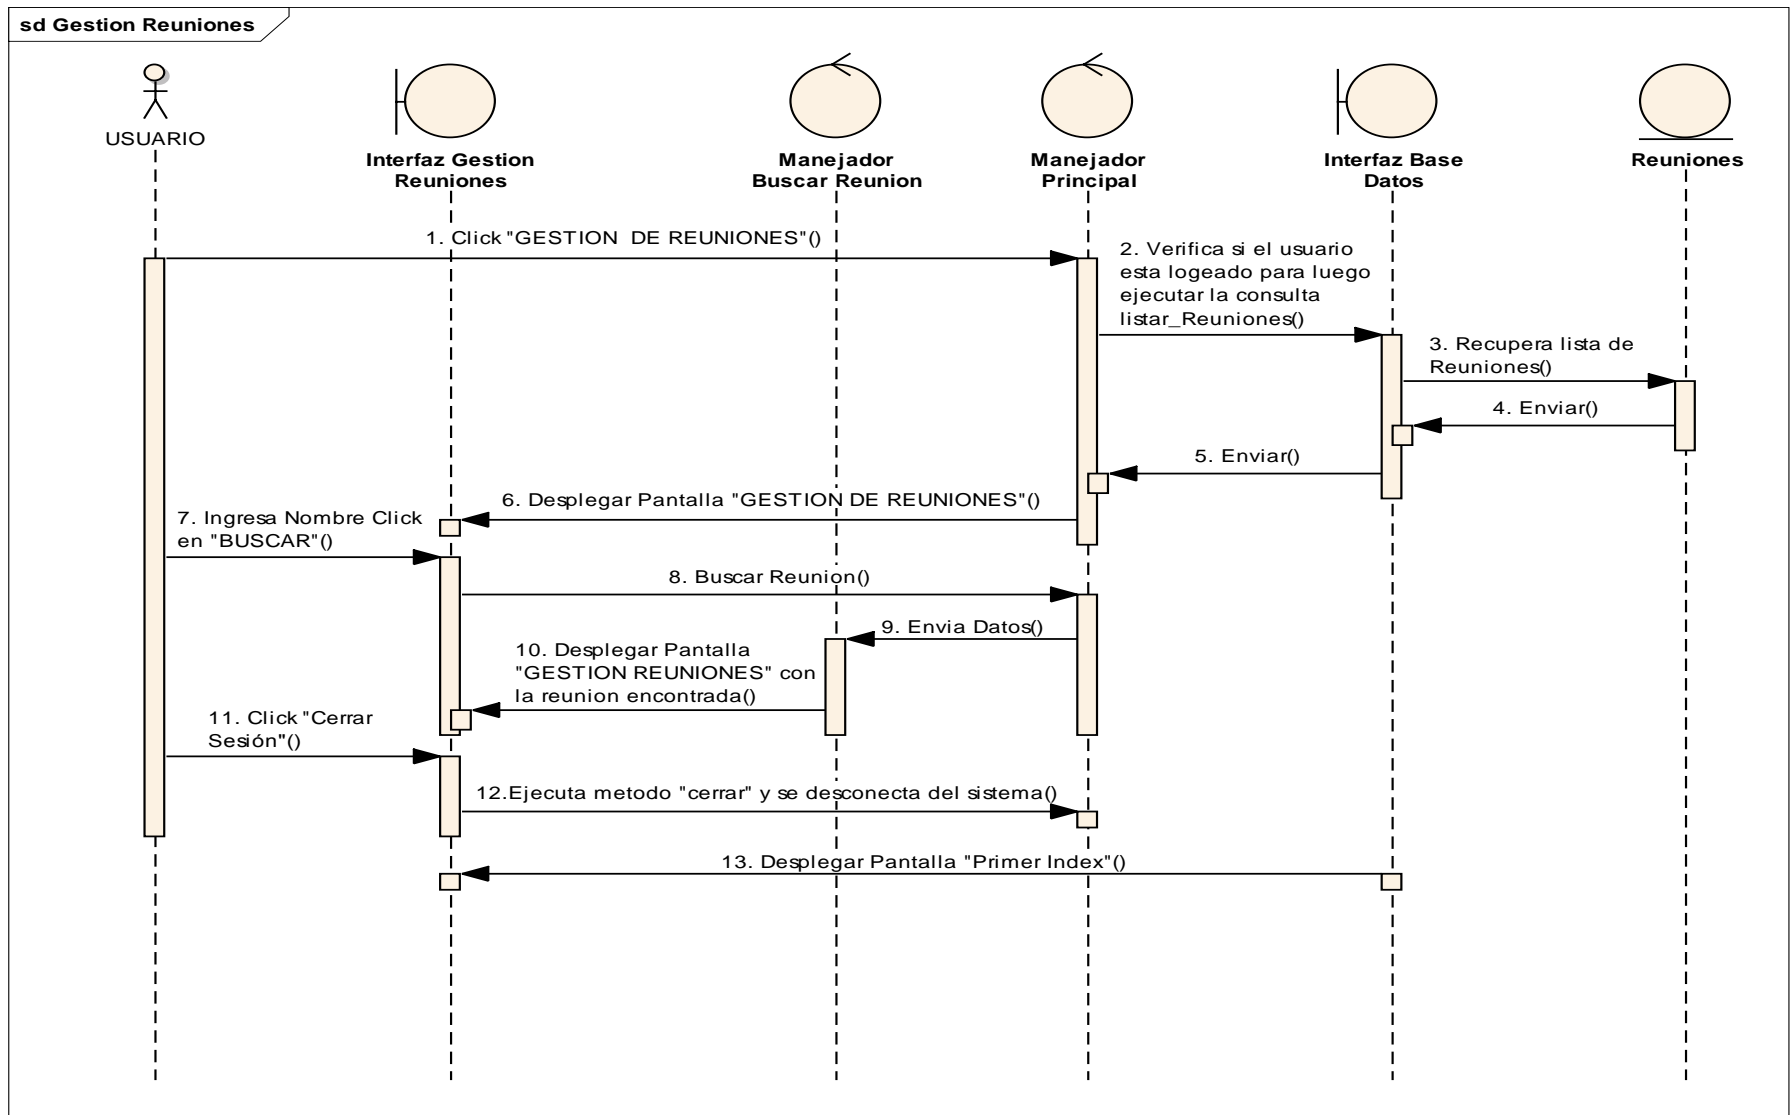 sd Gestion Reuniones
USUARIO
Interfaz Gestion
Reuniones
Manejador
Buscar Reunion
Manejador
Principal
Interfaz Base
Datos
Reuniones
1. Click "GESTION  DE REUNIONES"()
2. Verifica si el usuario
esta logeado para luego
ejecutar la consulta
listar_Reuniones()
3. Recupera lista de
Reuniones()
4. Enviar()
5. Enviar()
6. Desplegar Pantalla "GESTION DE REUNIONES"()
7. Ingresa Nombre Click
en "BUSCAR"()
8. Buscar Reunion()
9. Envia Datos()
10. Desplegar Pantalla
"GESTION REUNIONES" con
la reunion encontrada()
11. Click "Cerrar
Sesión"()
12.Ejecuta metodo "cerrar" y se desconecta del sistema()
13. Desplegar Pantalla "Primer Index"()